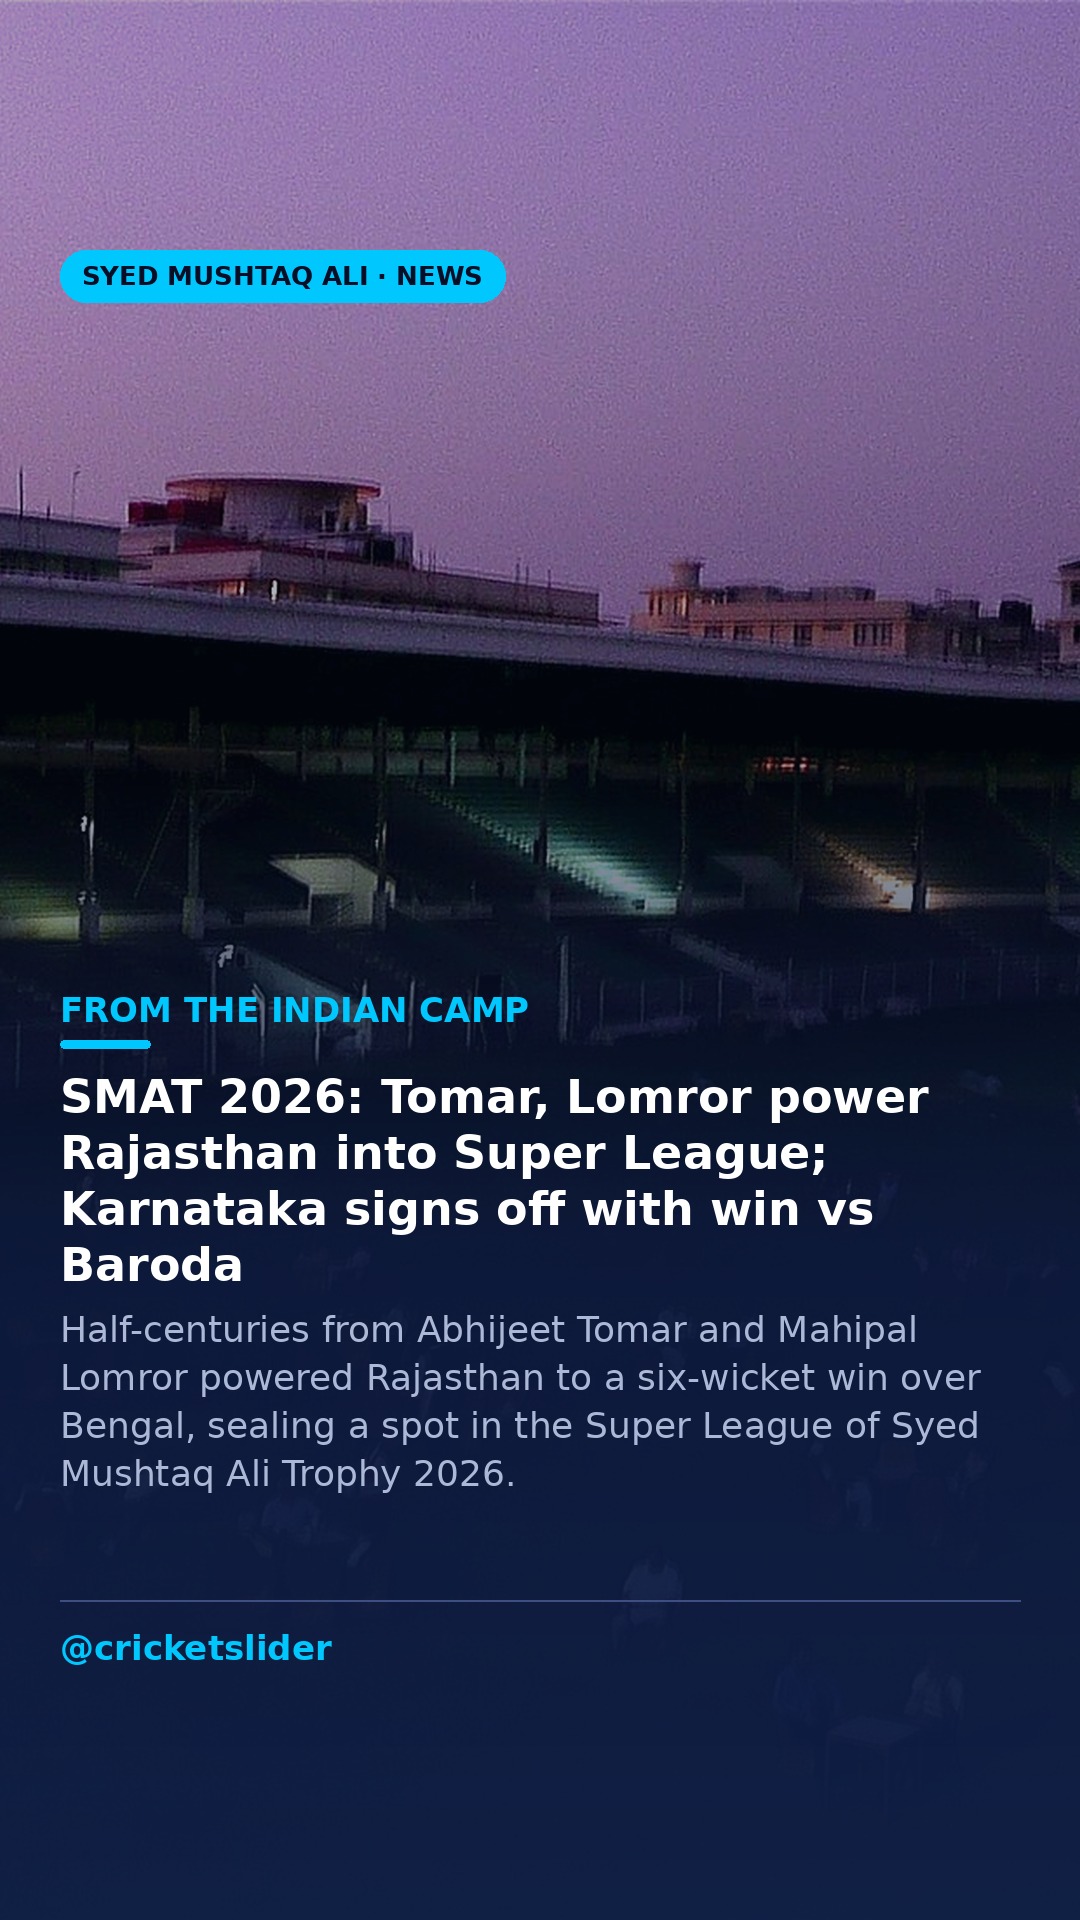 SYED MUSHTAQ ALI · NEWS
FROM THE INDIAN CAMP
SMAT 2026: Tomar, Lomror power
Rajasthan into Super League;
Karnataka signs off with win vs
Baroda
Half-centuries from Abhijeet Tomar and Mahipal
Lomror powered Rajasthan to a six-wicket win over
Bengal, sealing a spot in the Super League of Syed
Mushtaq Ali Trophy 2026.
@cricketslider